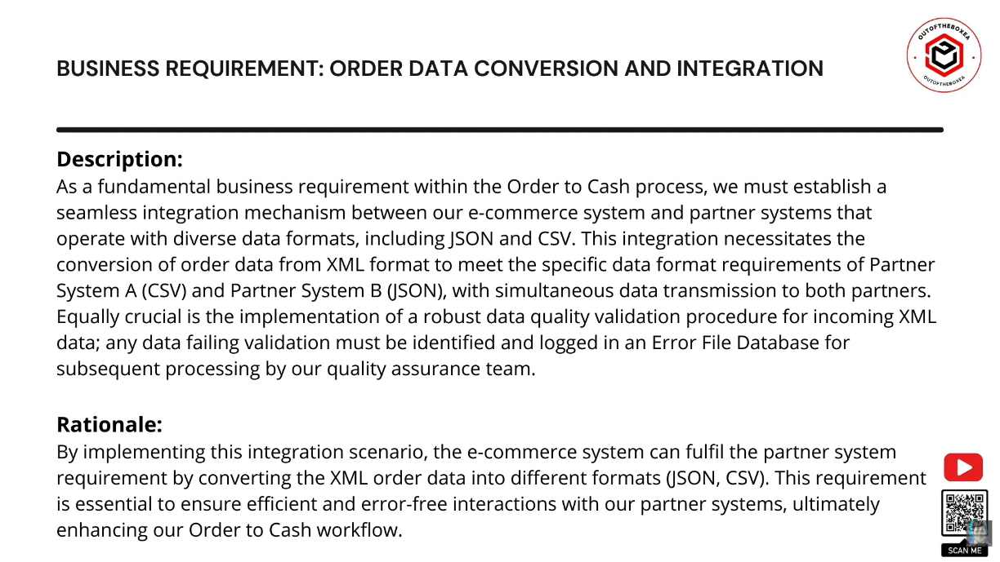 OUTOFTHEBOXEA
OUTOFTHEBOXEA
BUSINESS REQUIREMENT: ORDER DATA CONVERSION AND INTEGRATION
Description:
As a fundamental business requirement within the Order to Cash process, we must establish a
seamless integration mechanism between our e-commerce system and partner systems that
operate with diverse data formats, including JSON and CSV. This integration necessitates the
conversion of order data from XML format to meet the specific data format requirements of Partner
System A (CSV) and Partner System B (JSON), with simultaneous data transmission to both partners.
Equally crucial is the implementation of a robust data quality validation procedure for incoming XML
data; any data failing validation must be identified and logged in an Error File Database for
subsequent processing by our quality assurance team.
Rationale:
By implementing this integration scenario, the e-commerce system can fulfil the partner system
requirement by converting the XML order data into different formats (JSON, CSV). This requirement
is essential to ensure efficient and error-free interactions with our partner systems, ultimately
enhancing our Order to Cash workflow.
SCAN ME